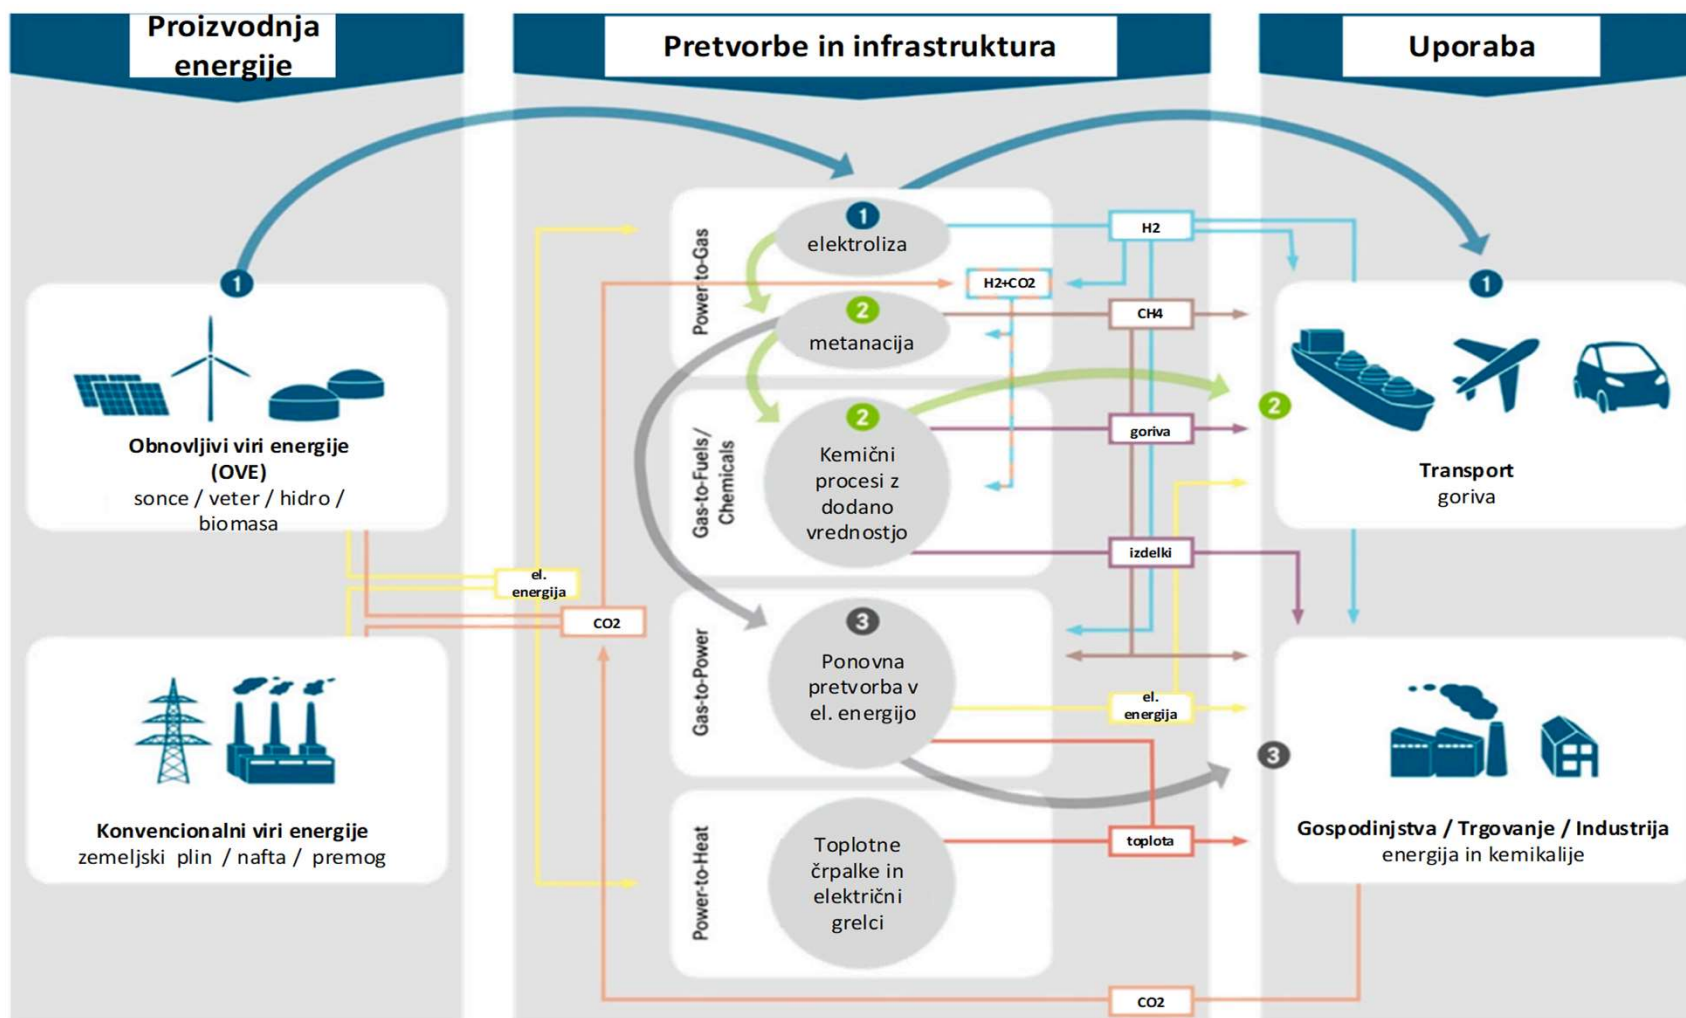 Proizvodnja
energije
Pretvorbe in infrastruktura
Uporaba
1
Obnovljivi viri energije
(OVE)
sonce / veter / hidro /
biomasa
Konvencionalni viri energije
zemeljski plin / nafta / premog
el.
energija
CO2
Power-to-Gas
1
elektroliza
2
metanacija
H2+CO2
Gas-to-Fuels/
Chemicals
2
Kemični
procesi z
dodano
vrednostjo
Gas-to-Power
3
Ponovna
pretvorba v
el. energijo
Power-to-Heat
Toplotne
črpalke in
električni
grelci
H2
CH4
goriva
izdelki
el.
energija
toplota
CO2
1
2
Transport
goriva
3
Gospodinjstva / Trgovanje / Industrija
energija in kemikalije